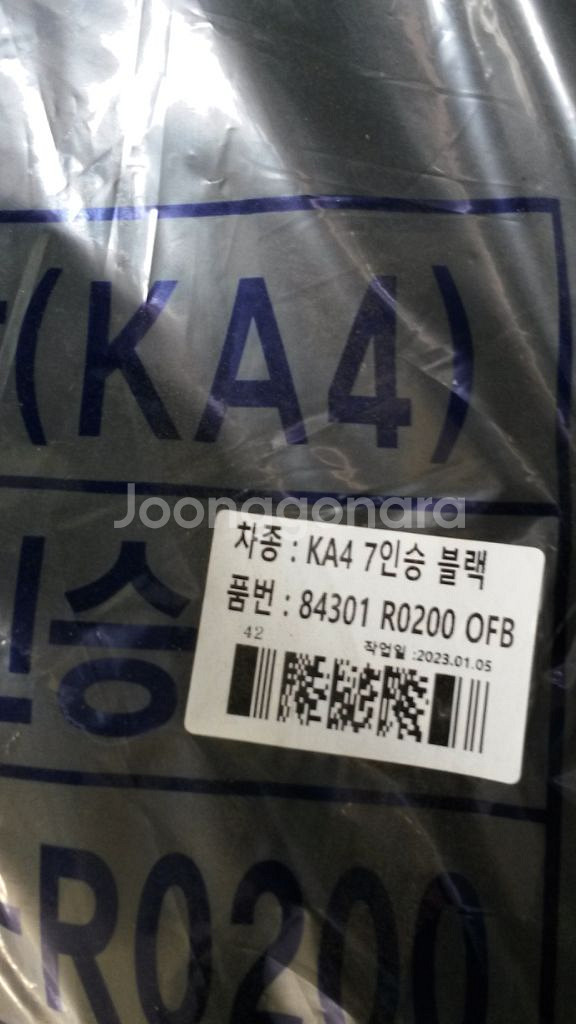 (KA4)
Joonggonara
차종 : KA4 7인승 블랙
품번 : 84301 R0200 OFB
42
작업일 :2023.01.05
인승
-R0200